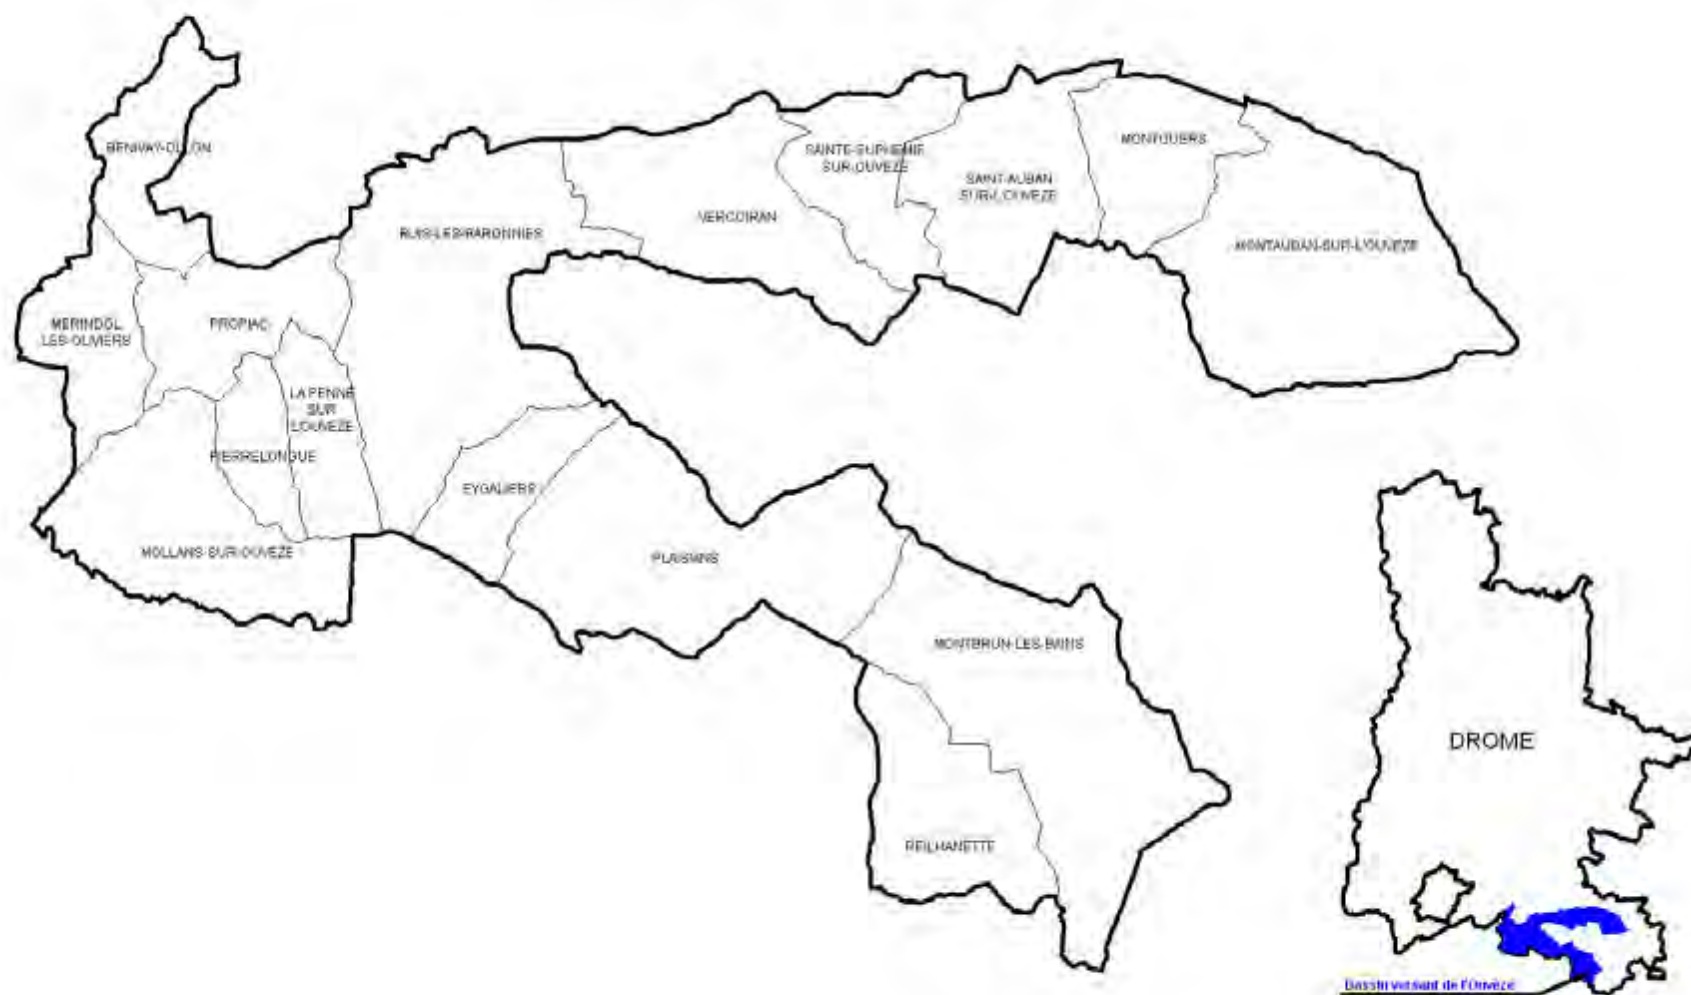 BENIVAY-OLLON
SAINTE-EUPHEMIE
SUR-OUVEZE
MONTGUERS
SAINT-AUBAN
SUR-L'OUVEZE
VERCOIRAN
BUIS-LES-BARONNIES
MONTAUBAN-SUR-L'OUVEZE
MERINDOL
LES-OLIVIERS
PROPIAC
LA PENNE
SUR
L'OUVEZE
PIERRELONGUE
EYGALIERS
MOLLANS-SUR-OUVEZE
PLAISIANS
MONTBRUN-LES-BAINS
REILHANETTE
DROME
Bassin versant de l'Ouvèze